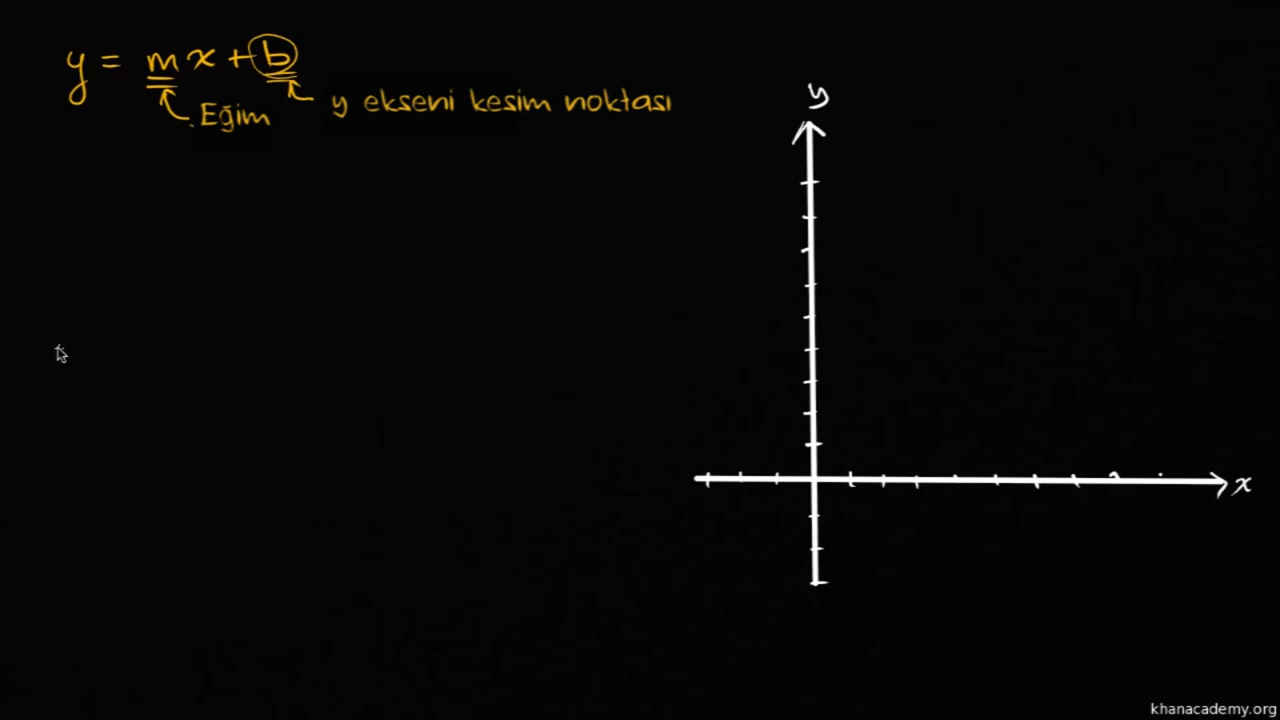 y = mx + b
Eğim
y ekseni kesim noktası
y
x
khanacademy.org